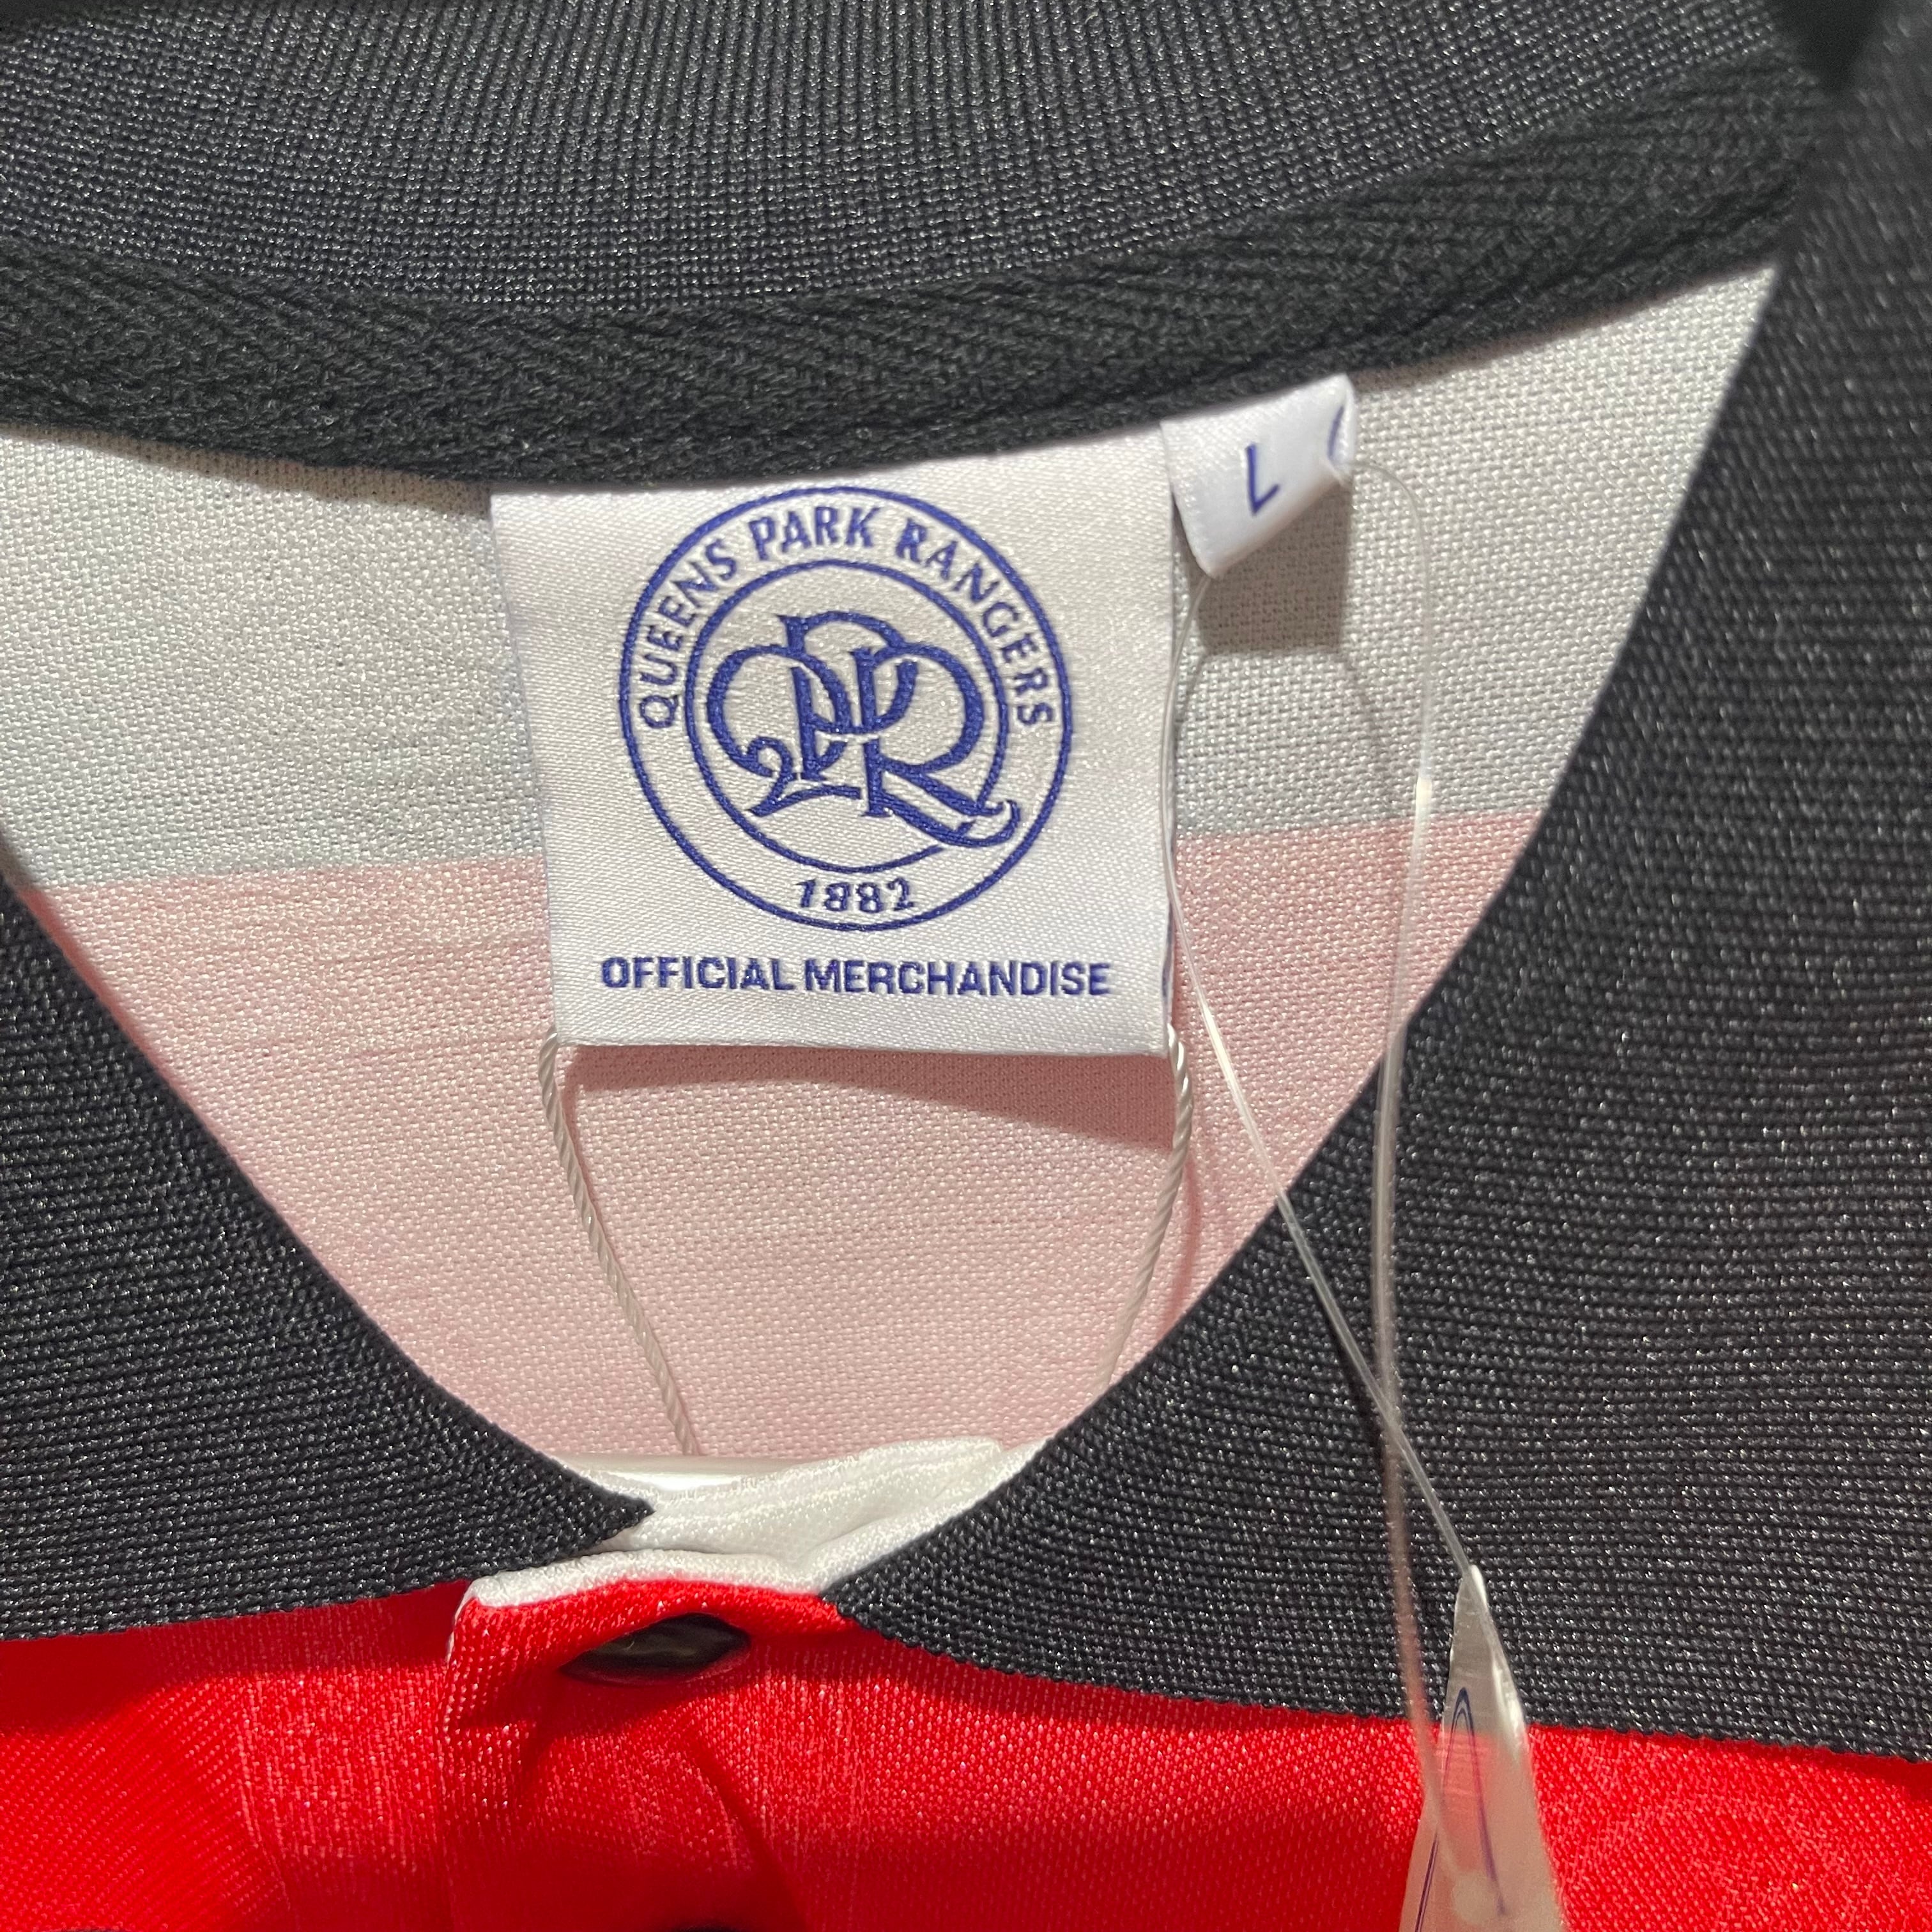 QUEENS PARK RANGERS
QPR
1882
OFFICIAL MERCHANDISE
L